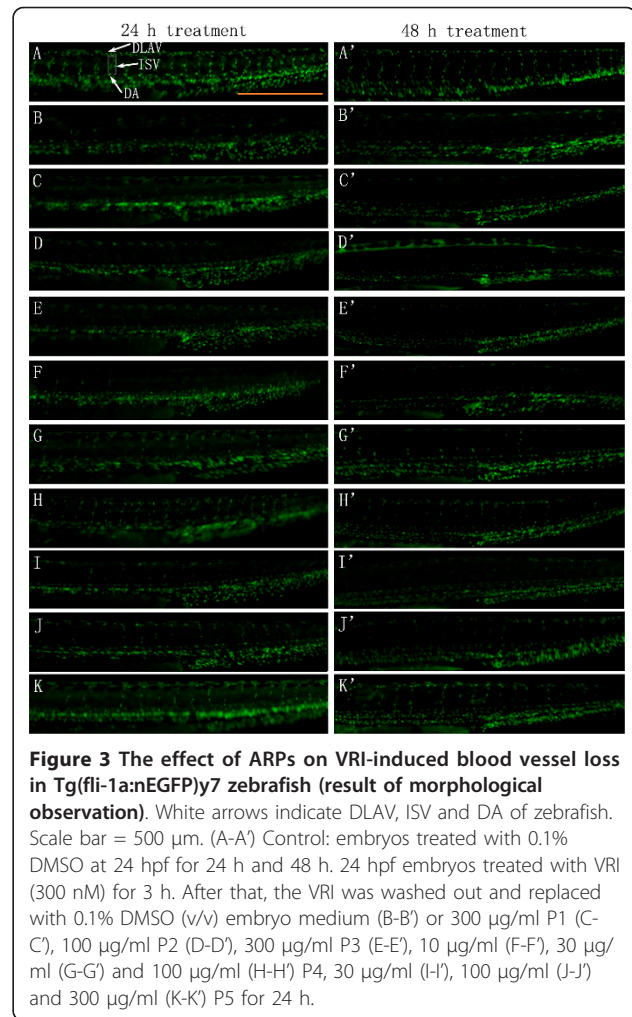 24 h treatment
48 h treatment
A
DLAV
ISV
DA
A'
B
B'
C
C'
D
D'
E
E'
F
F'
G
G'
H
H'
I
I'
J
J'
K
K'
Figure 3 The effect of ARPs on VRI-induced blood vessel loss
in Tg(fli-1a:nEGFP)y7 zebrafish (result of morphological
observation). White arrows indicate DLAV, ISV and DA of zebrafish.
Scale bar = 500 μm. (A-A') Control: embryos treated with 0.1%
DMSO at 24 hpf for 24 h and 48 h. 24 hpf embryos treated with VRI
(300 nM) for 3 h. After that, the VRI was washed out and replaced
with 0.1% DMSO (v/v) embryo medium (B-B') or 300 μg/ml P1 (C-
C'), 100 μg/ml P2 (D-D'), 300 μg/ml P3 (E-E'), 10 μg/ml (F-F'), 30 μg/
ml (G-G') and 100 μg/ml (H-H') P4, 30 μg/ml (I-I'), 100 μg/ml (J-J')
and 300 μg/ml (K-K') P5 for 24 h.